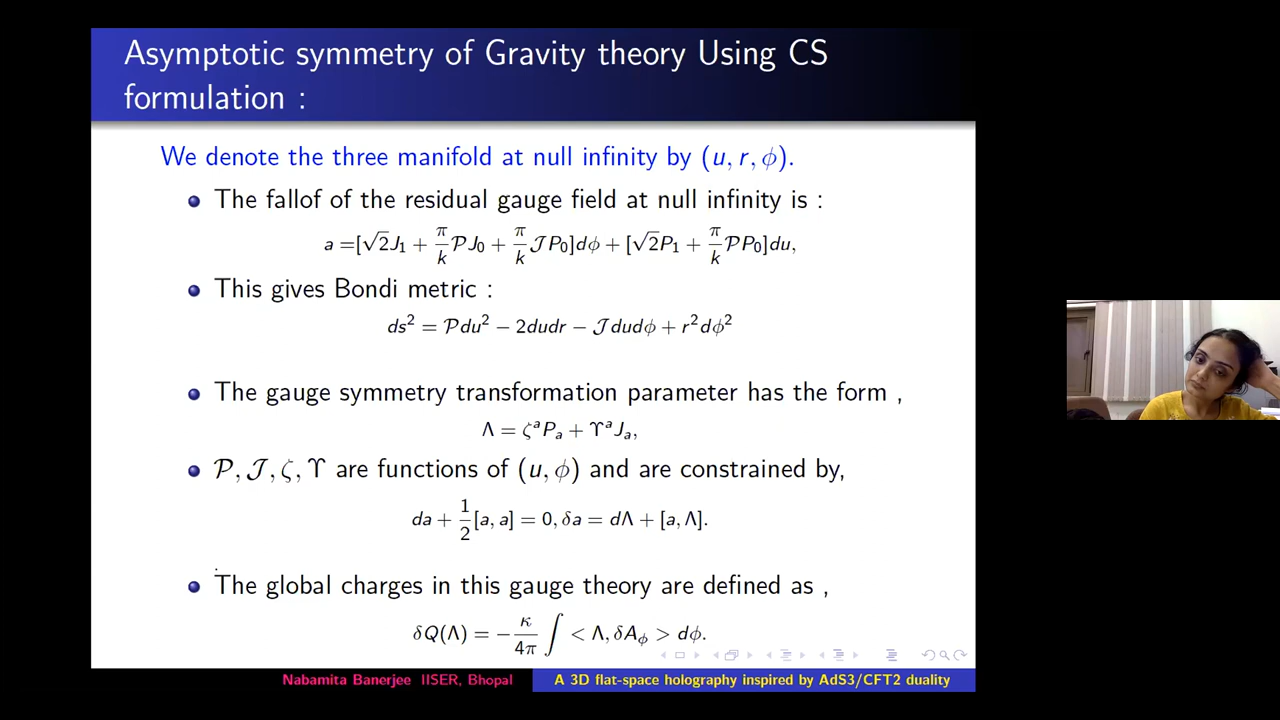 Asymptotic symmetry of Gravity theory Using CS
formulation :
We denote the three manifold at null infinity by (u, r, ϕ).
The fallof of the residual gauge field at null infinity is :
a =[√2J₁ + π/k 𝒫J₀ + π/k 𝒥P₀]dϕ + [√2P₁ + π/k 𝒫P₀]du,
This gives Bondi metric :
ds² = 𝒫du² − 2dudr − 𝒥dudϕ + r²dϕ²
The gauge symmetry transformation parameter has the form ,
Λ = ζᵃPₐ + ϒᵃJₐ,
𝒫, 𝒥, ζ, ϒ are functions of (u, ϕ) and are constrained by,
da + 1/2 [a, a] = 0, δa = dΛ + [a, Λ].
The global charges in this gauge theory are defined as ,
δQ(Λ) = − κ/4π ∫ < Λ, δA_ϕ > dϕ.
Nabamita Banerjee IISER, Bhopal A 3D flat-space holography inspired by AdS3/CFT2 duality